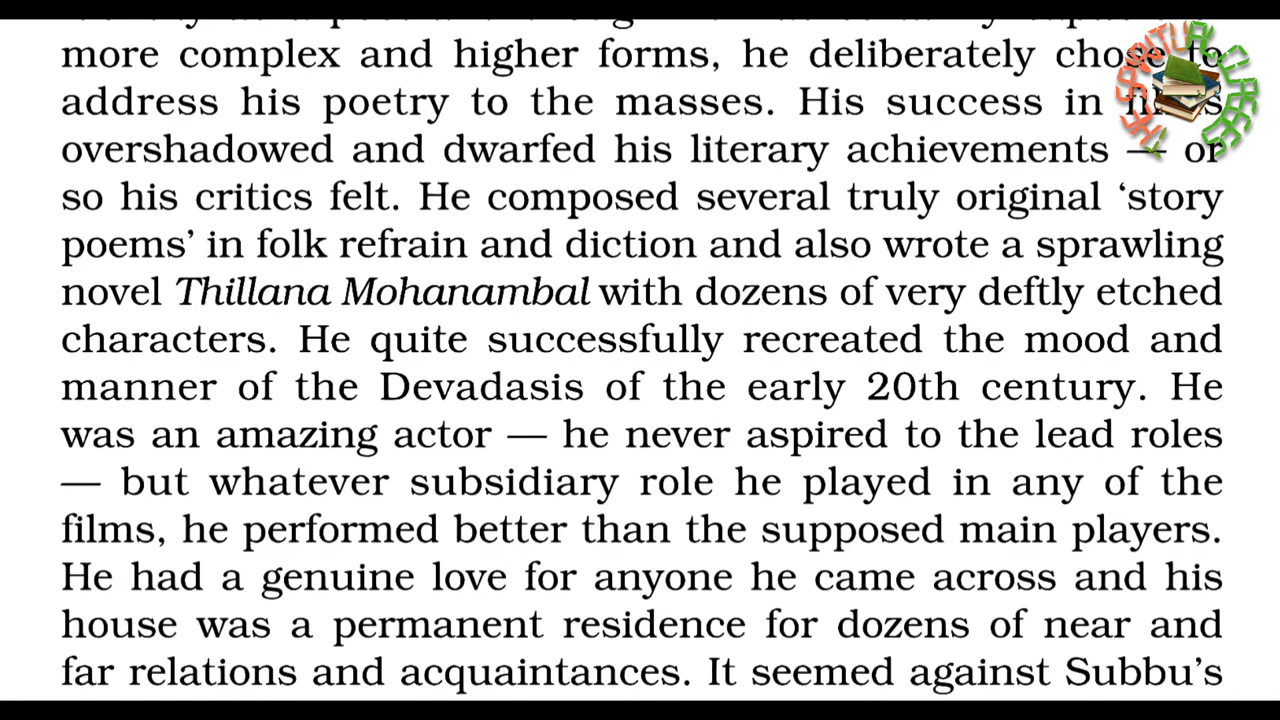 more complex and higher forms, he deliberately chose to
address his poetry to the masses. His success in
overshadowed and dwarfed his literary achievements — or
so his critics felt. He composed several truly original ‘story
poems’ in folk refrain and diction and also wrote a sprawling
novel Thillana Mohanambal with dozens of very deftly etched
characters. He quite successfully recreated the mood and
manner of the Devadasis of the early 20th century. He
was an amazing actor — he never aspired to the lead roles
— but whatever subsidiary role he played in any of the
films, he performed better than the supposed main players.
He had a genuine love for anyone he came across and his
house was a permanent residence for dozens of near and
far relations and acquaintances. It seemed against Subbu’s
THE SPIRITUAL CUREES